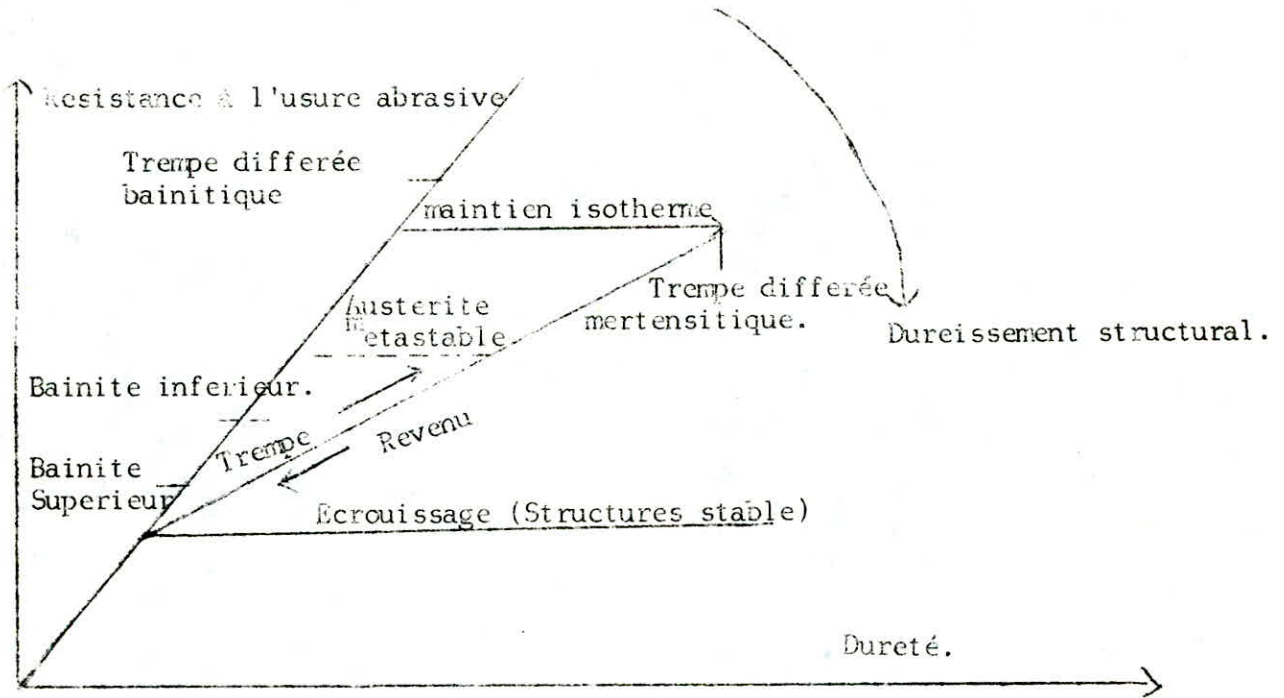 Resistance à l'usure abrasive
Trempe differée
bainitique
maintien isotherme
Trempe differée
mertensitique.
Dureissement structural.
Austerite
metastable
Bainite inferieur.
Trempe
Revenu
Bainite
Superieur
Ecrouissage (Structures stable)
Dureté.